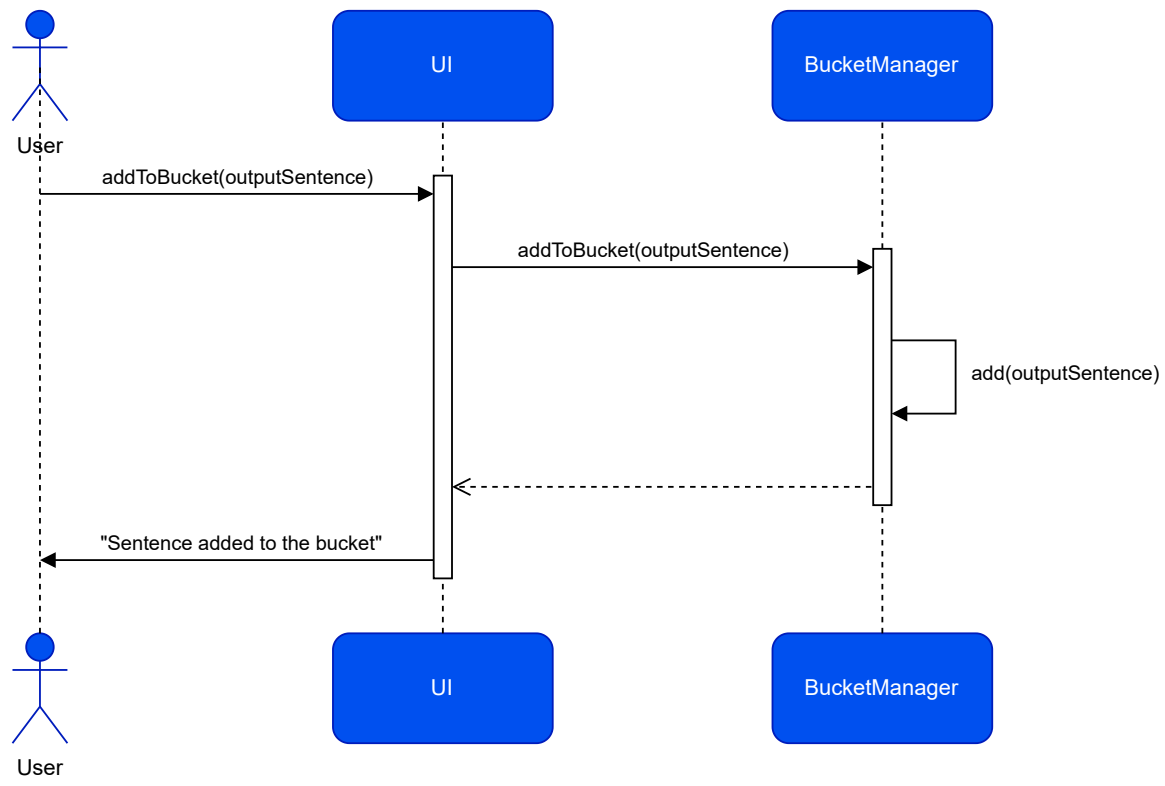 UI
BucketManager
User
addToBucket(outputSentence)
addToBucket(outputSentence)
add(outputSentence)
"Sentence added to the bucket"
UI
BucketManager
User